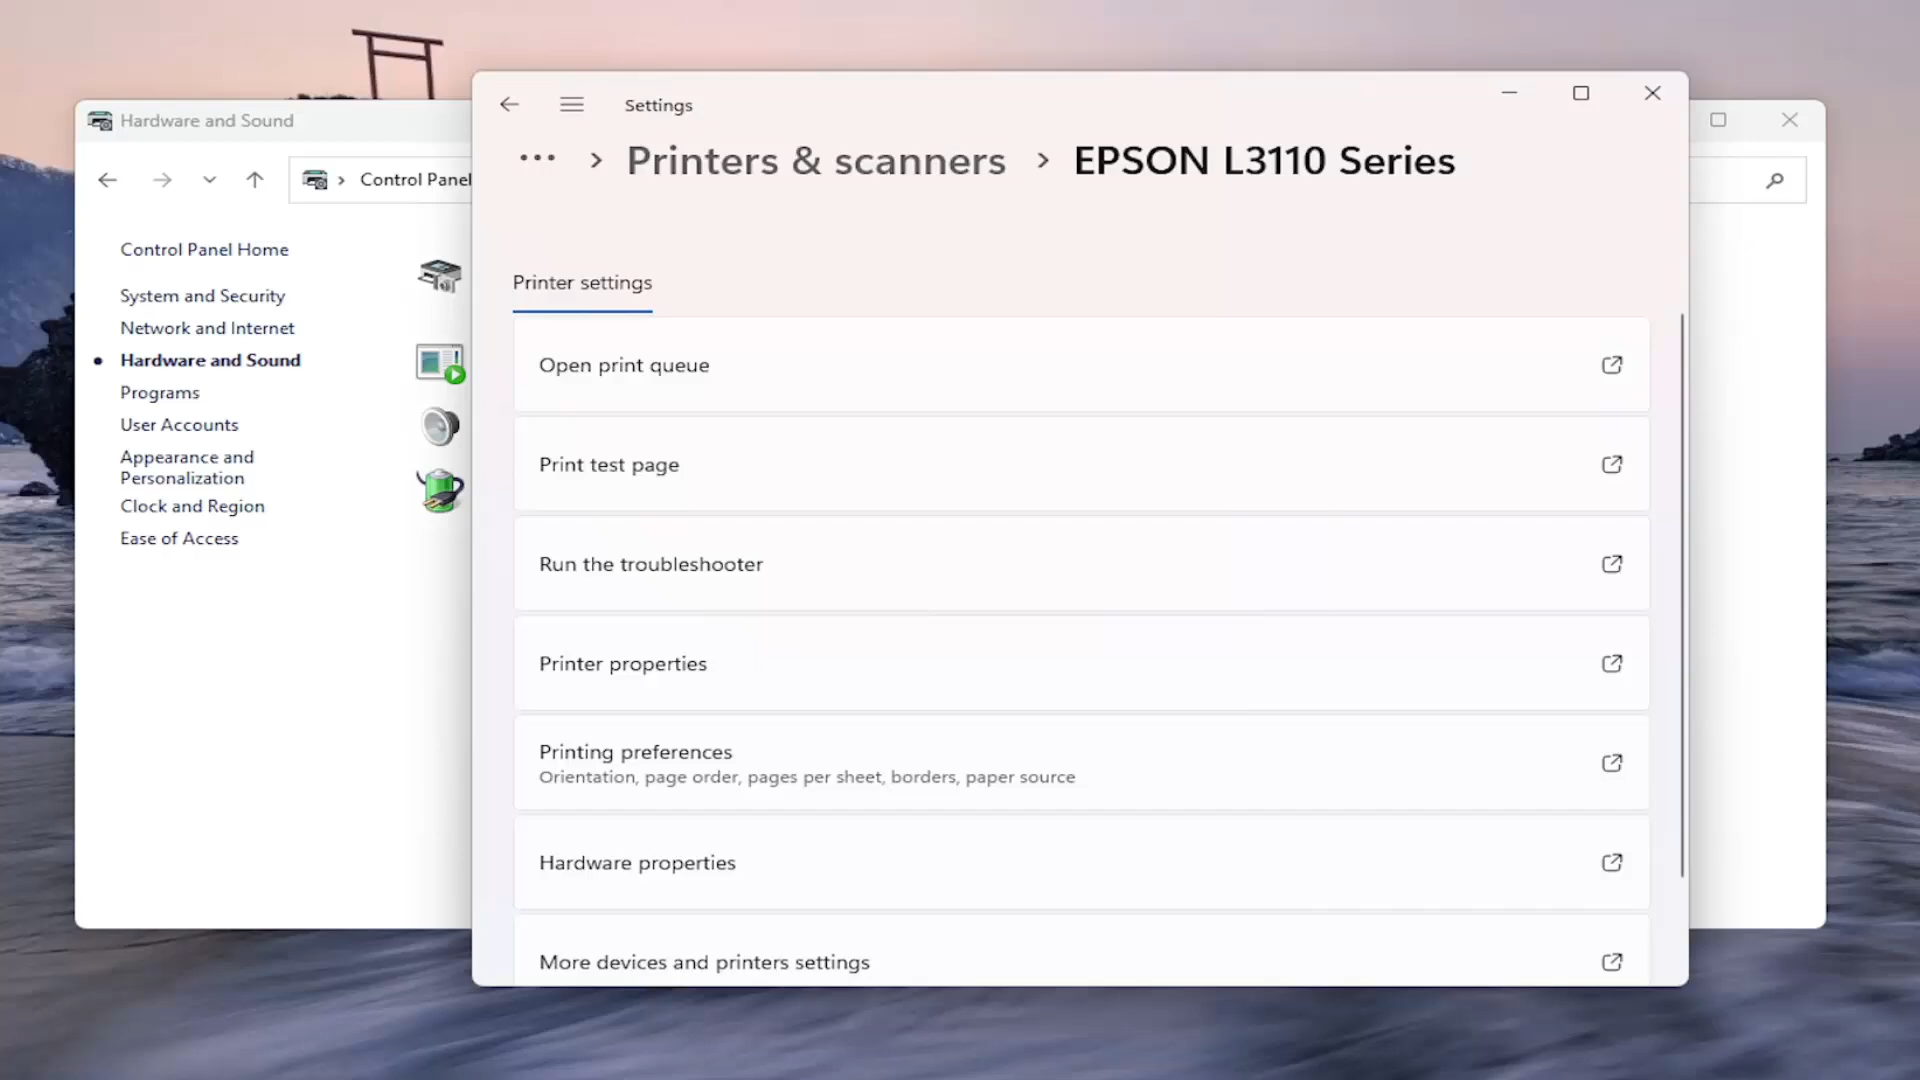 Hardware and Sound
Control Panel
Control Panel Home
System and Security
Network and Internet
Hardware and Sound
Programs
User Accounts
Appearance and
Personalization
Clock and Region
Ease of Access
Settings
... > Printers & scanners > EPSON L3110 Series
Printer settings
Open print queue
Print test page
Run the troubleshooter
Printer properties
Printing preferences
Orientation, page order, pages per sheet, borders, paper source
Hardware properties
More devices and printers settings